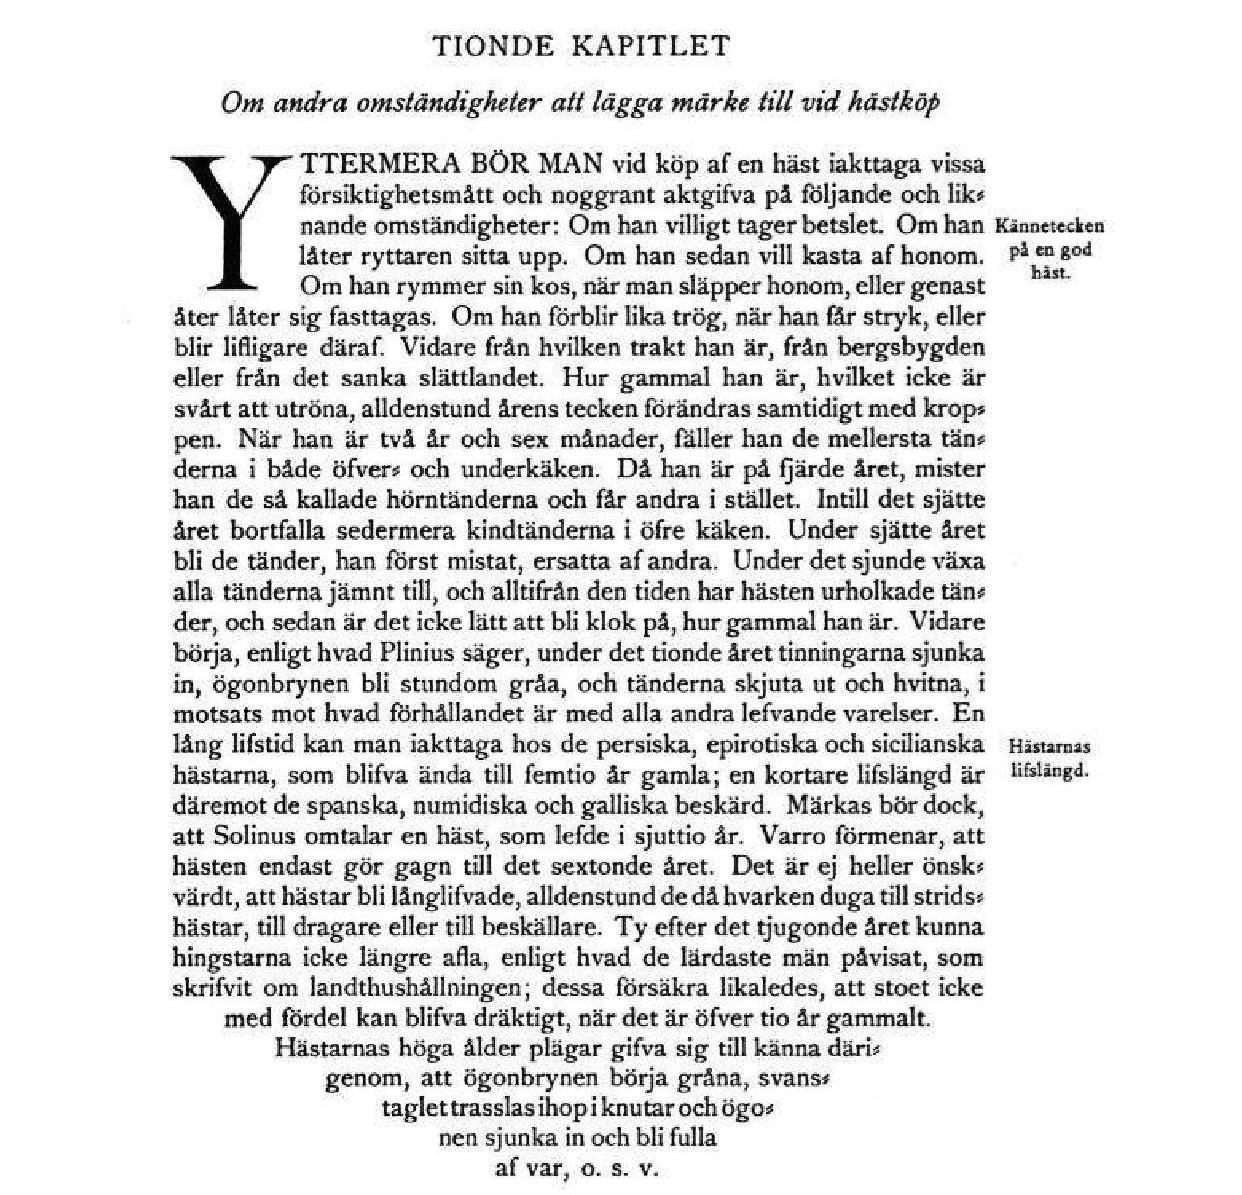 TIONDE KAPITLET
Om andra omständigheter att lägga märke till vid hästköp
YTTERMERA BÖR MAN vid köp af en häst iakttaga vissa
försiktighetsmått och noggrant aktgifva på följande och lik⸗
nande omständigheter: Om han villigt tager betslet. Om han
låter ryttaren sitta upp. Om han sedan vill kasta af honom.
Om han rymmer sin kos, när man släpper honom, eller genast
åter låter sig fasttagas. Om han förblir lika trög, när han får stryk, eller
blir lifligare däraf. Vidare från hvilken trakt han är, från bergsbygden
eller från det sanka slättlandet. Hur gammal han är, hvilket icke är
svårt att utröna, alldenstund årens tecken förändras samtidigt med krop⸗
pen. När han är två år och sex månader, fäller han de mellersta tän⸗
derna i både öfver⸗ och underkäken. Då han är på fjärde året, mister
han de så kallade hörntänderna och får andra i stället. Intill det sjätte
året bortfalla sedermera kindtänderna i öfre käken. Under sjätte året
bli de tänder, han först mistat, ersatta af andra. Under det sjunde växa
alla tänderna jämnt till, och alltifrån den tiden har hästen urholkade tän⸗
der, och sedan är det icke lätt att bli klok på, hur gammal han är. Vidare
börja, enligt hvad Plinius säger, under det tionde året tinningarna sjunka
in, ögonbrynen bli stundom gråa, och tänderna skjuta ut och hvitna, i
motsats mot hvad förhållandet är med alla andra lefvande varelser. En
lång lifstid kan man iakttaga hos de persiska, epirotiska och sicilianska
hästarna, som blifva ända till femtio år gamla; en kortare lifslängd är
däremot de spanska, numidiska och galliska beskärd. Märkas bör dock,
att Solinus omtalar en häst, som lefde i sjuttio år. Varro förmenar, att
hästen endast gör gagn till det sextonde året. Det är ej heller önsk⸗
värdt, att hästar bli långlifvade, alldenstund de då hvarken duga till strids⸗
hästar, till dragare eller till beskällare. Ty efter det tjugonde året kunna
hingstarna icke längre afla, enligt hvad de lärdaste män påvisat, som
skrifvit om landthushållningen; dessa försäkra likaledes, att stoet icke
med fördel kan blifva dräktigt, när det är öfver tio år gammalt.
Hästarnas höga ålder plägar gifva sig till känna däri⸗
genom, att ögonbrynen börja gråna, svans⸗
taglet trasslas ihop i knutar och ögo⸗
nen sjunka in och bli fulla
af var, o. s. v.
Kännetecken
på en god
häst.
Hästarnas
lifslängd.